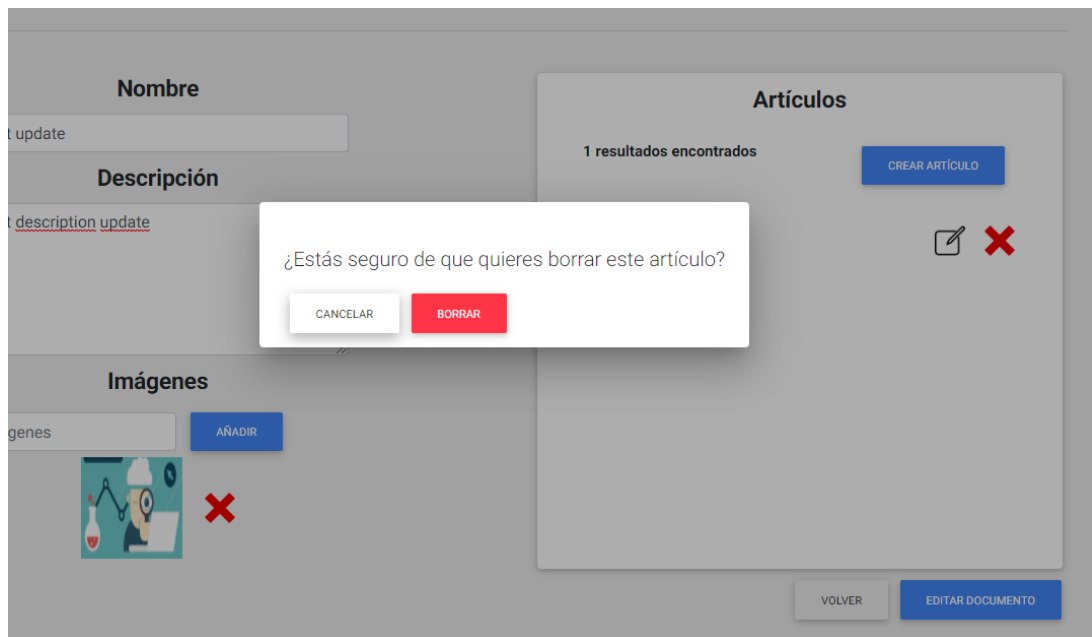 Nombre
update
Descripción
description update
Imágenes
AÑADIR
Artículos
1 resultados encontrados
CREAR ARTÍCULO
¿Estás seguro de que quieres borrar este artículo?
CANCELAR
BORRAR
VOLVER
EDITAR DOCUMENTO